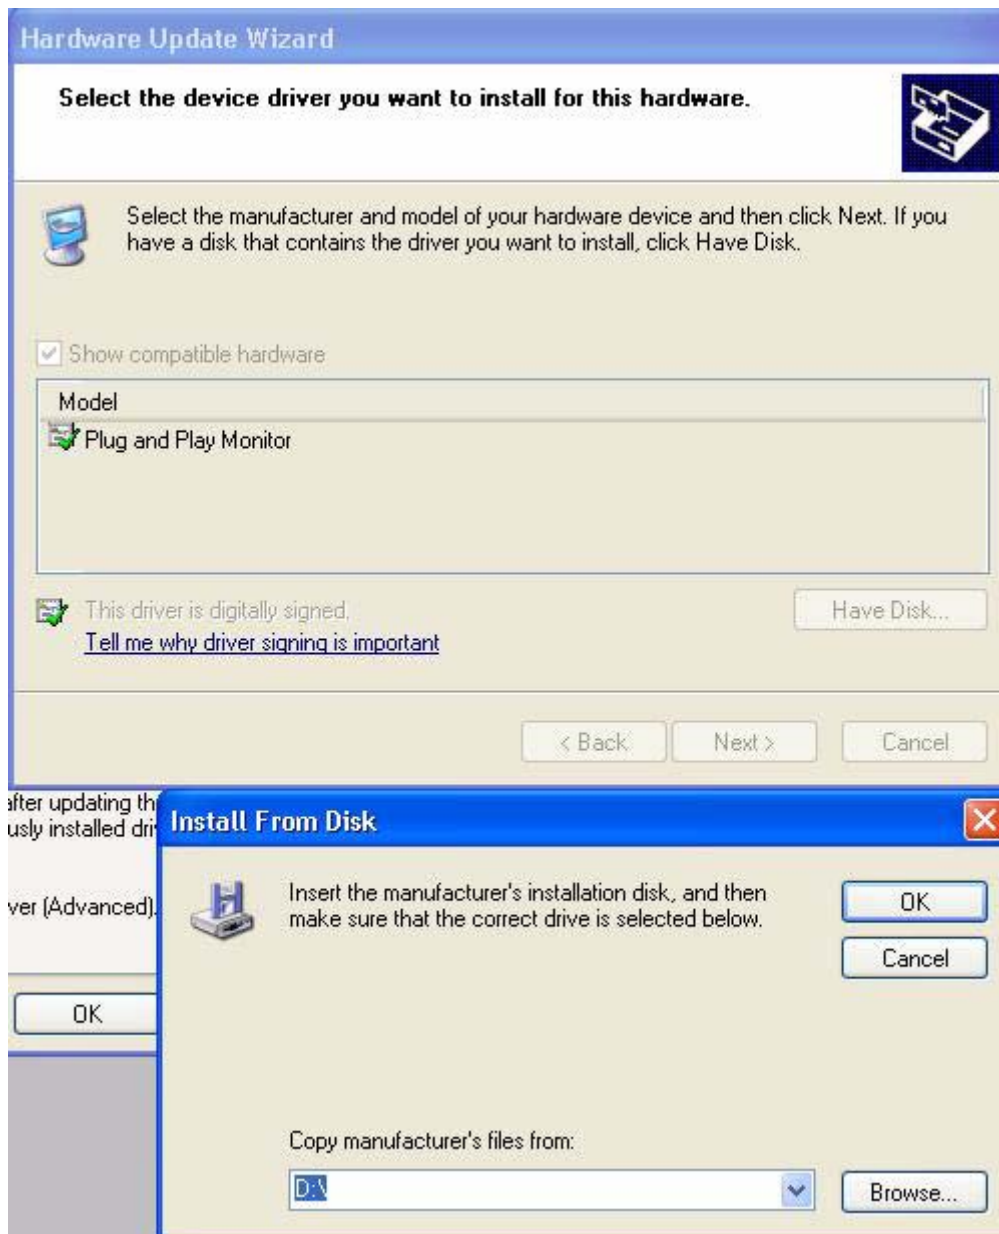 Hardware Update Wizard
Select the device driver you want to install for this hardware.
Select the manufacturer and model of your hardware device and then click Next. If you
have a disk that contains the driver you want to install, click Have Disk.
Show compatible hardware
Model
Plug and Play Monitor
This driver is digitally signed.
Have Disk...
Tell me why driver signing is important
< Back
Next >
Cancel
after updating th
usly installed dri
ver (Advanced).
OK
Install From Disk
Insert the manufacturer's installation disk, and then
make sure that the correct drive is selected below.
OK
Cancel
Copy manufacturer's files from:
D:\
Browse...